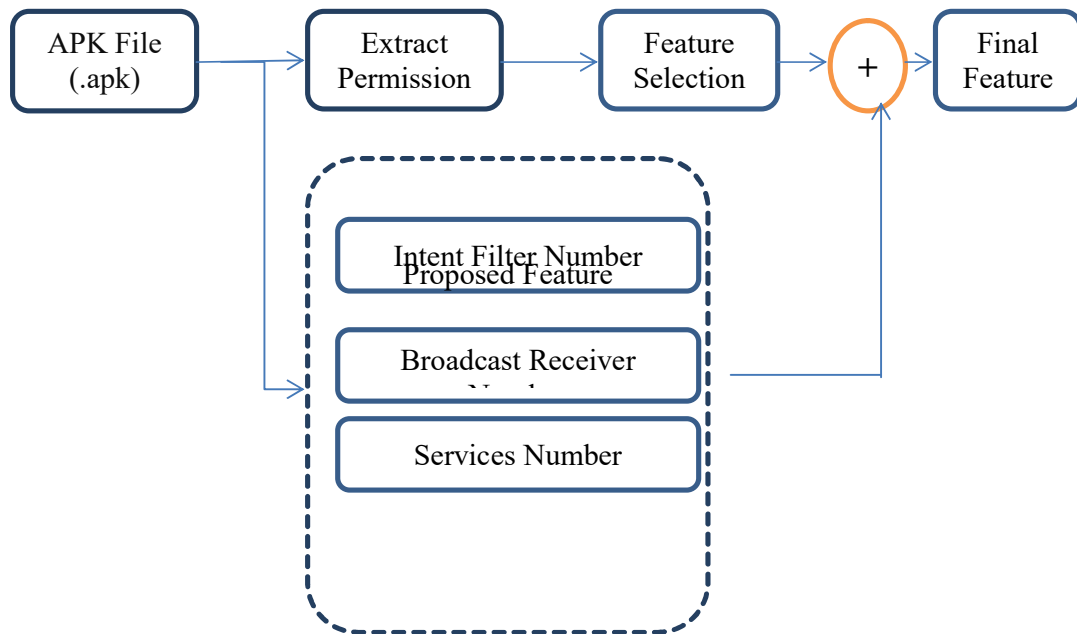 APK File
(.apk)
Extract
Permission
Feature
Selection
+
Final
Feature
Intent Filter Number
Proposed Feature
Broadcast Receiver
Services Number